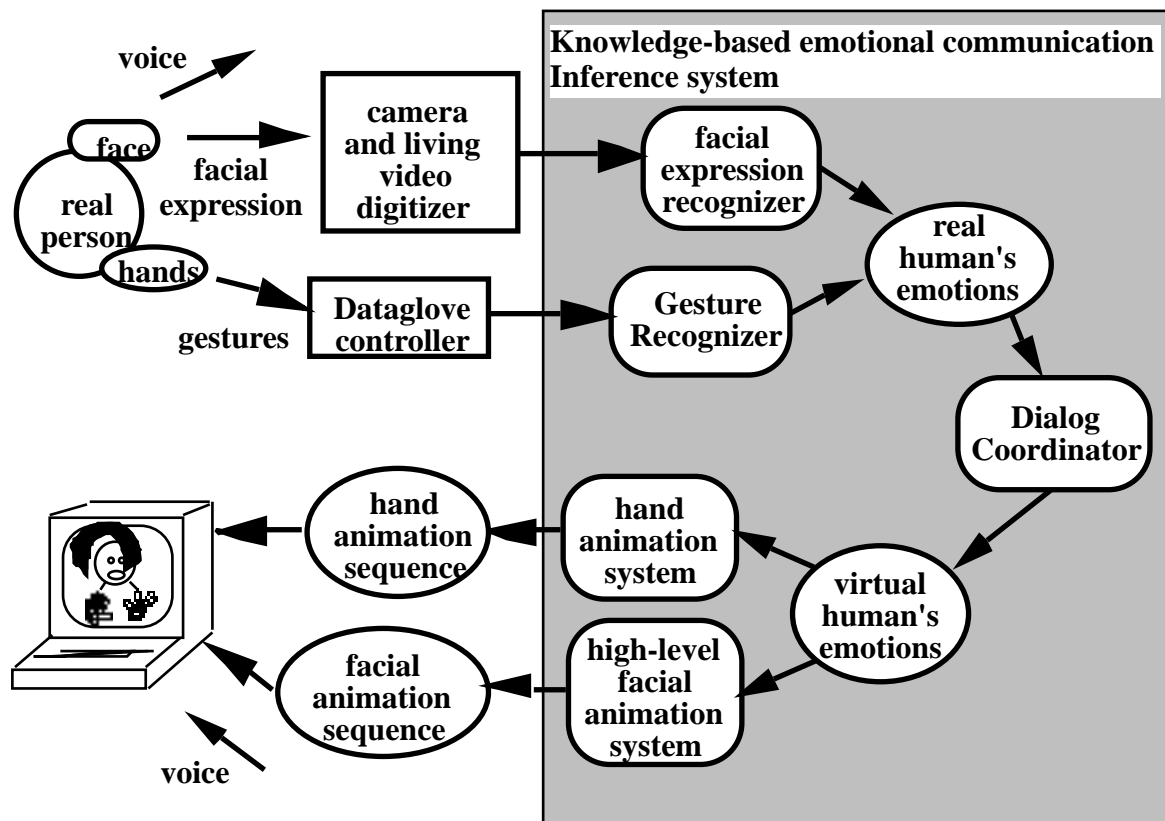 Knowledge-based emotional communication
Inference system
voice
face
facial
expression
real
person
hands
gestures
camera
and living
video
digitizer
Dataglove
controller
facial
expression
recognizer
Gesture
Recognizer
real
human's
emotions
Dialog
Coordinator
virtual
human's
emotions
hand
animation
system
high-level
facial
animation
system
hand
animation
sequence
facial
animation
sequence
voice